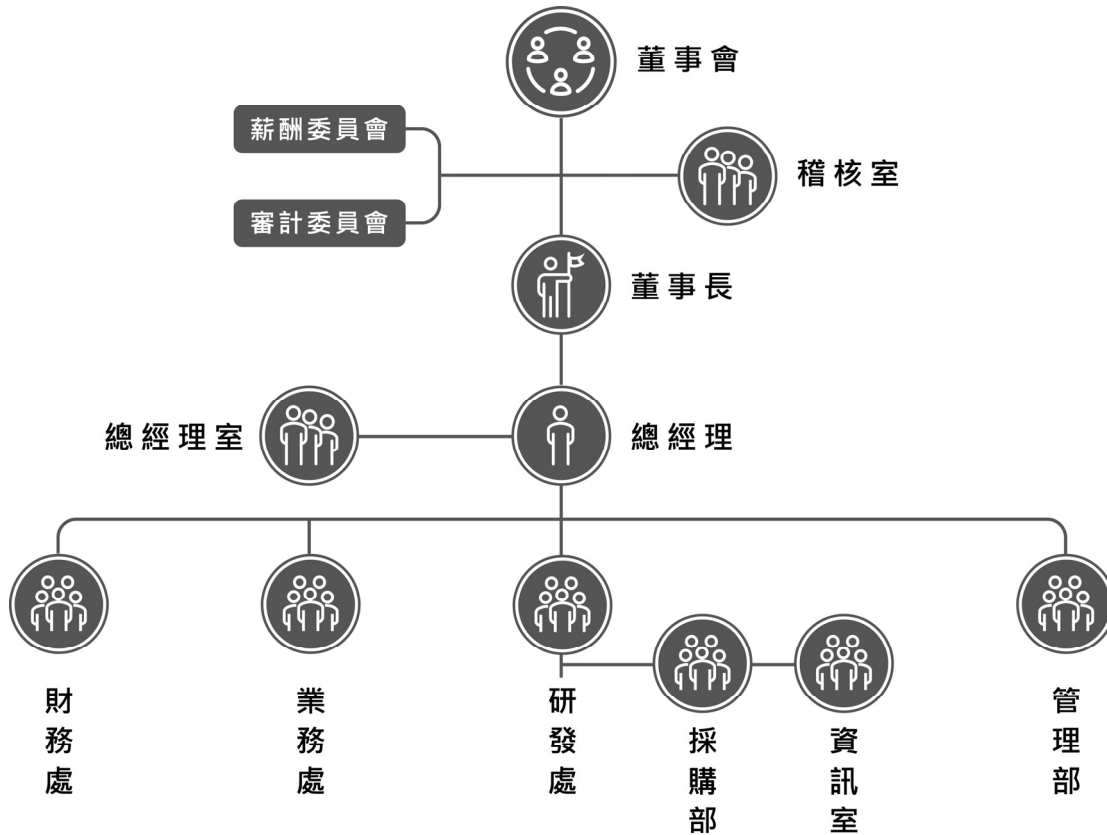 董事會
薪酬委員會
稽核室
審計委員會
董事長
總經理室
總經理
財務處
業務處
研發處
採購部
資訊室
管理部